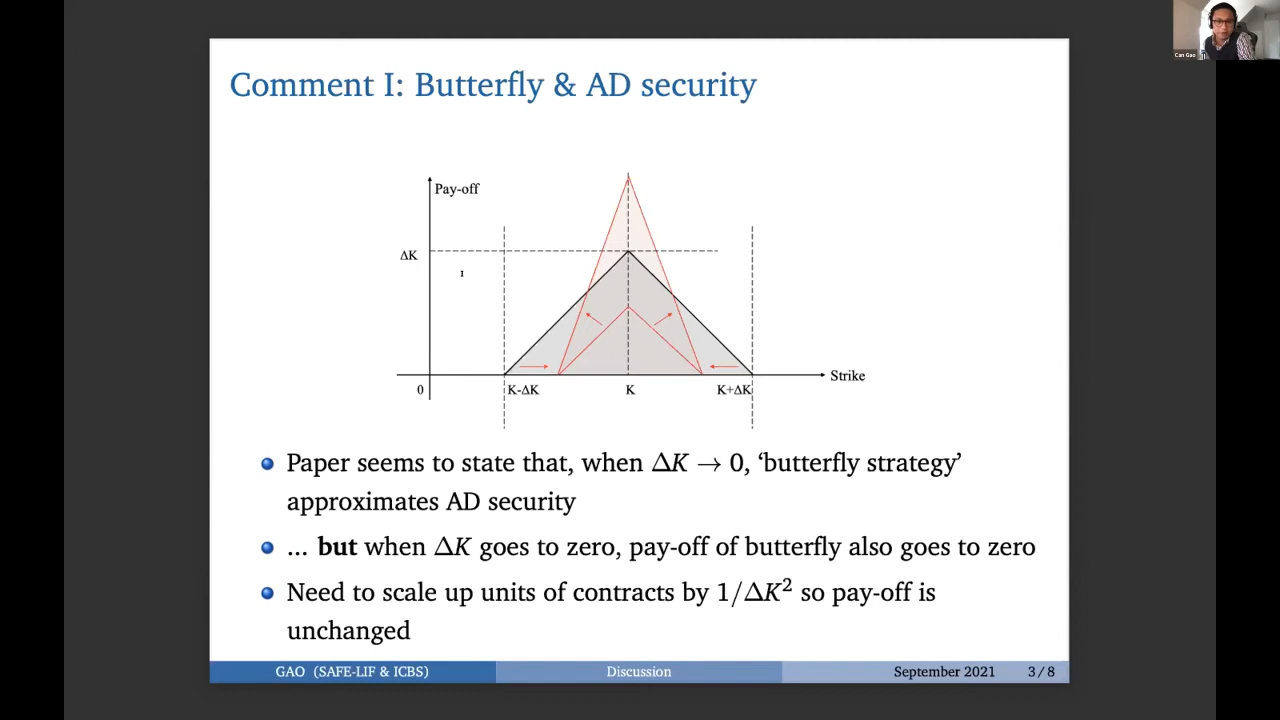 Can Gao
Comment I: Butterfly & AD security
Pay-off
ΔK
0
K-ΔK
K
K+ΔK
Strike
Paper seems to state that, when ΔK → 0, ‘butterfly strategy’
approximates AD security
... but when ΔK goes to zero, pay-off of butterfly also goes to zero
Need to scale up units of contracts by 1/ΔK² so pay-off is
unchanged
GAO (SAFE-LIF & ICBS)
Discussion
September 2021
3 / 8